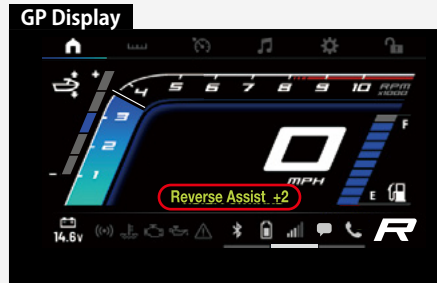 GP Display
+
4 5 6 7 8 9 10 RPM
x1000
3
2
1
-
0
MPH
F
E
Reverse Assist +2
14.6v
R